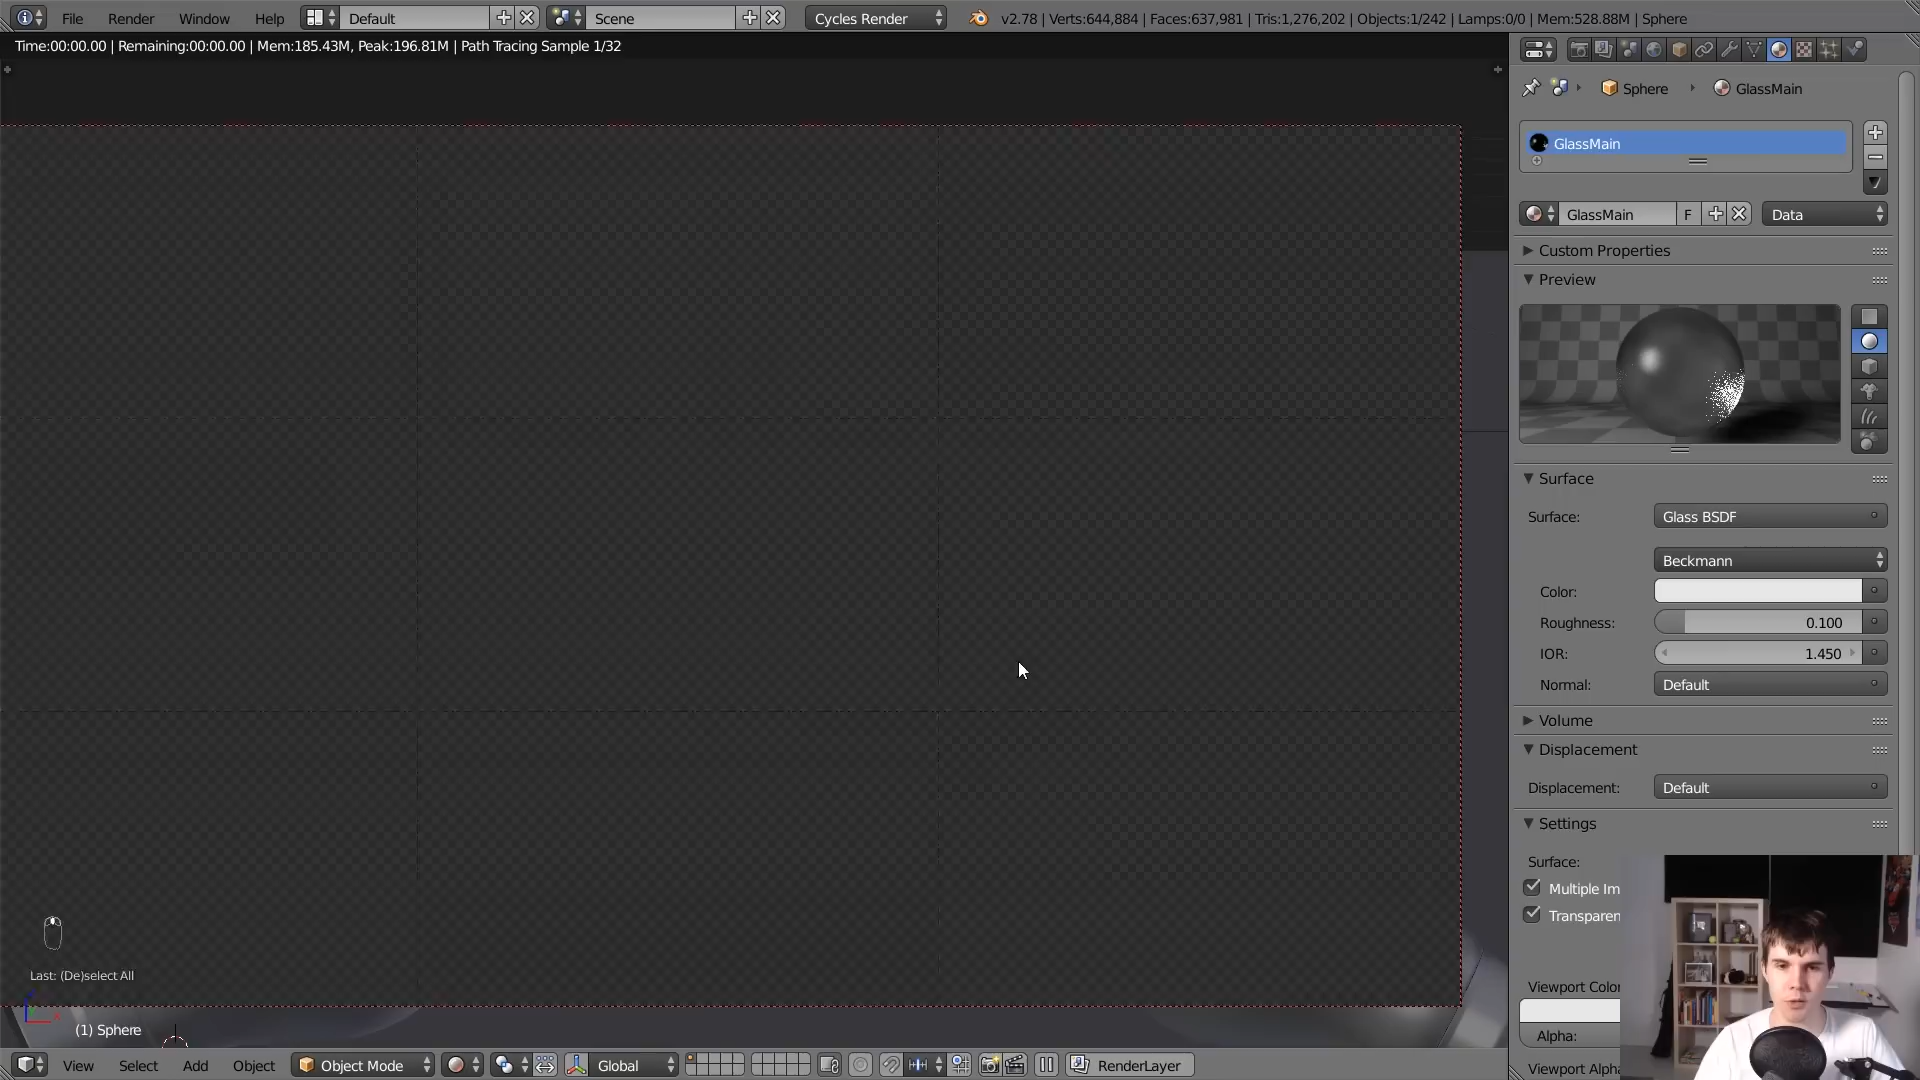 File Render Window Help Default Scene Cycles Render v2.78 | Verts:644,884 | Faces:637,981 | Tris:1,276,202 | Objects:1/242 | Lamps:0/0 | Mem:528.88M | Sphere
Time:00:00.00 | Remaining:00:00.00 | Mem:185.43M, Peak:196.81M | Path Tracing Sample 1/32
Sphere GlassMain
GlassMain
GlassMain F Data
Custom Properties
Preview
Surface
Surface: Glass BSDF
Beckmann
Color:
Roughness: 0.100
IOR: 1.450
Normal: Default
Volume
Displacement
Displacement: Default
Settings
Surface:
Multiple Im
Transparen
Viewport Color
Alpha:
Viewport Alpha
Last: (De)select All
(1) Sphere
View Select Add Object Object Mode Global RenderLayer